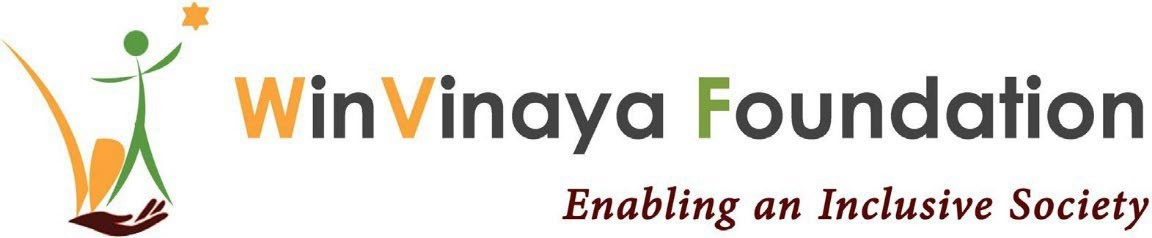 WinVinaya Foundation
Enabling an Inclusive Society